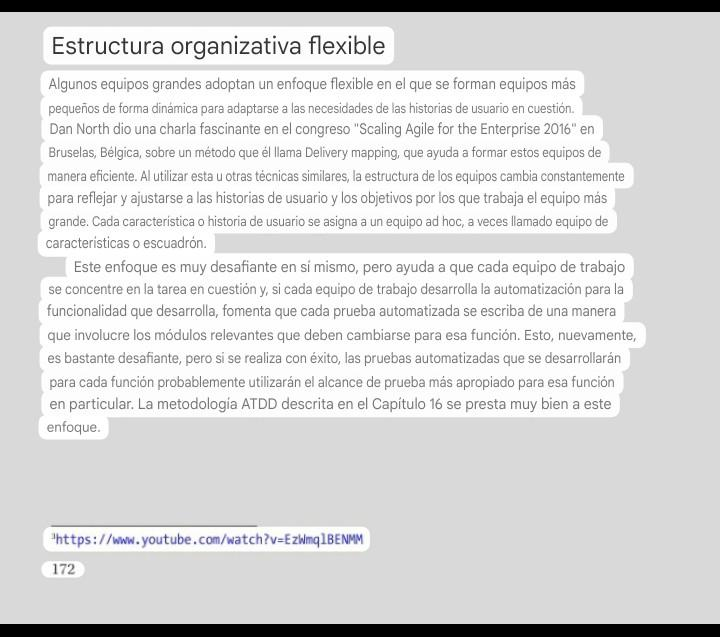 Estructura organizativa flexible
Algunos equipos grandes adoptan un enfoque flexible en el que se forman equipos más
pequeños de forma dinámica para adaptarse a las necesidades de las historias de usuario en cuestión.
Dan North dio una charla fascinante en el congreso "Scaling Agile for the Enterprise 2016" en
Bruselas, Bélgica, sobre un método que él llama Delivery mapping, que ayuda a formar estos equipos de
manera eficiente. Al utilizar esta u otras técnicas similares, la estructura de los equipos cambia constantemente
para reflejar y ajustarse a las historias de usuario y los objetivos por los que trabaja el equipo más
grande. Cada característica o historia de usuario se asigna a un equipo ad hoc, a veces llamado equipo de
características o escuadrón.
Este enfoque es muy desafiante en sí mismo, pero ayuda a que cada equipo de trabajo
se concentre en la tarea en cuestión y, si cada equipo de trabajo desarrolla la automatización para la
funcionalidad que desarrolla, fomenta que cada prueba automatizada se escriba de una manera
que involucre los módulos relevantes que deben cambiarse para esa función. Esto, nuevamente,
es bastante desafiante, pero si se realiza con éxito, las pruebas automatizadas que se desarrollarán
para cada función probablemente utilizarán el alcance de prueba más apropiado para esa función
en particular. La metodología ATDD descrita en el Capítulo 16 se presta muy bien a este
enfoque.
³https://www.youtube.com/watch?v=EzWmqlBENMM
172